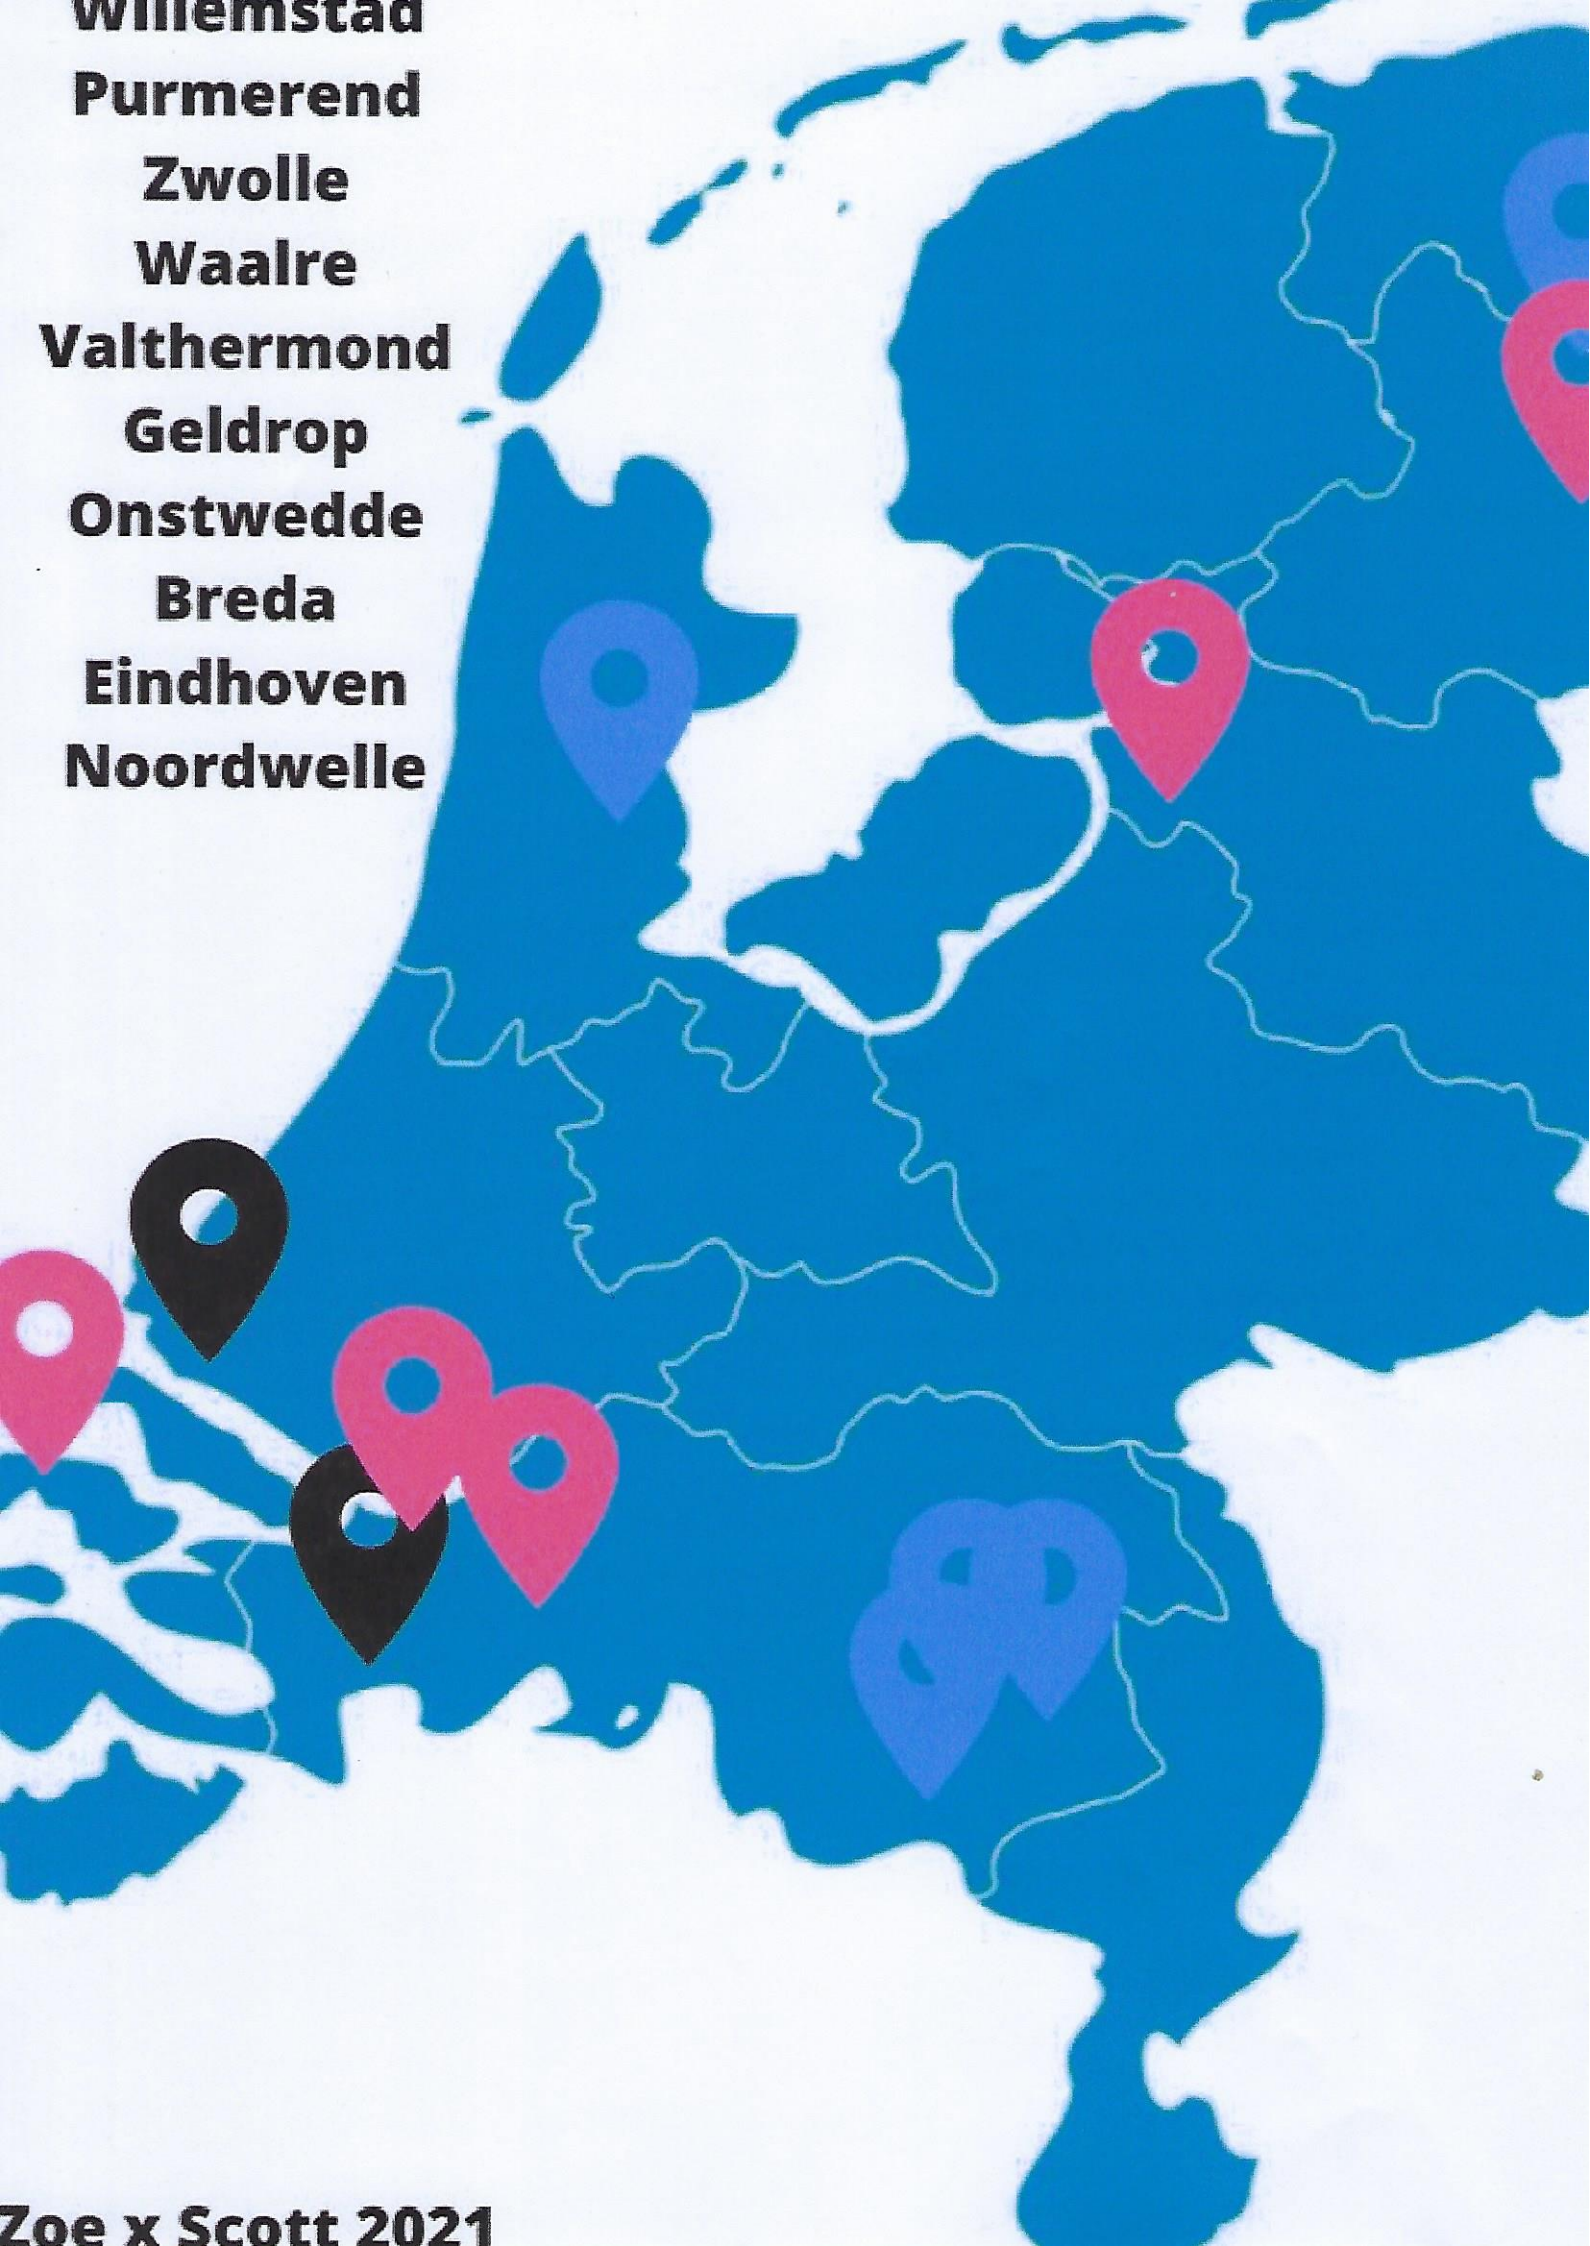 Willemstad
Purmerend
Zwolle
Waalre
Valthermond
Geldrop
Onstwedde
Breda
Eindhoven
Noordwelle
Zoe x Scott 2021